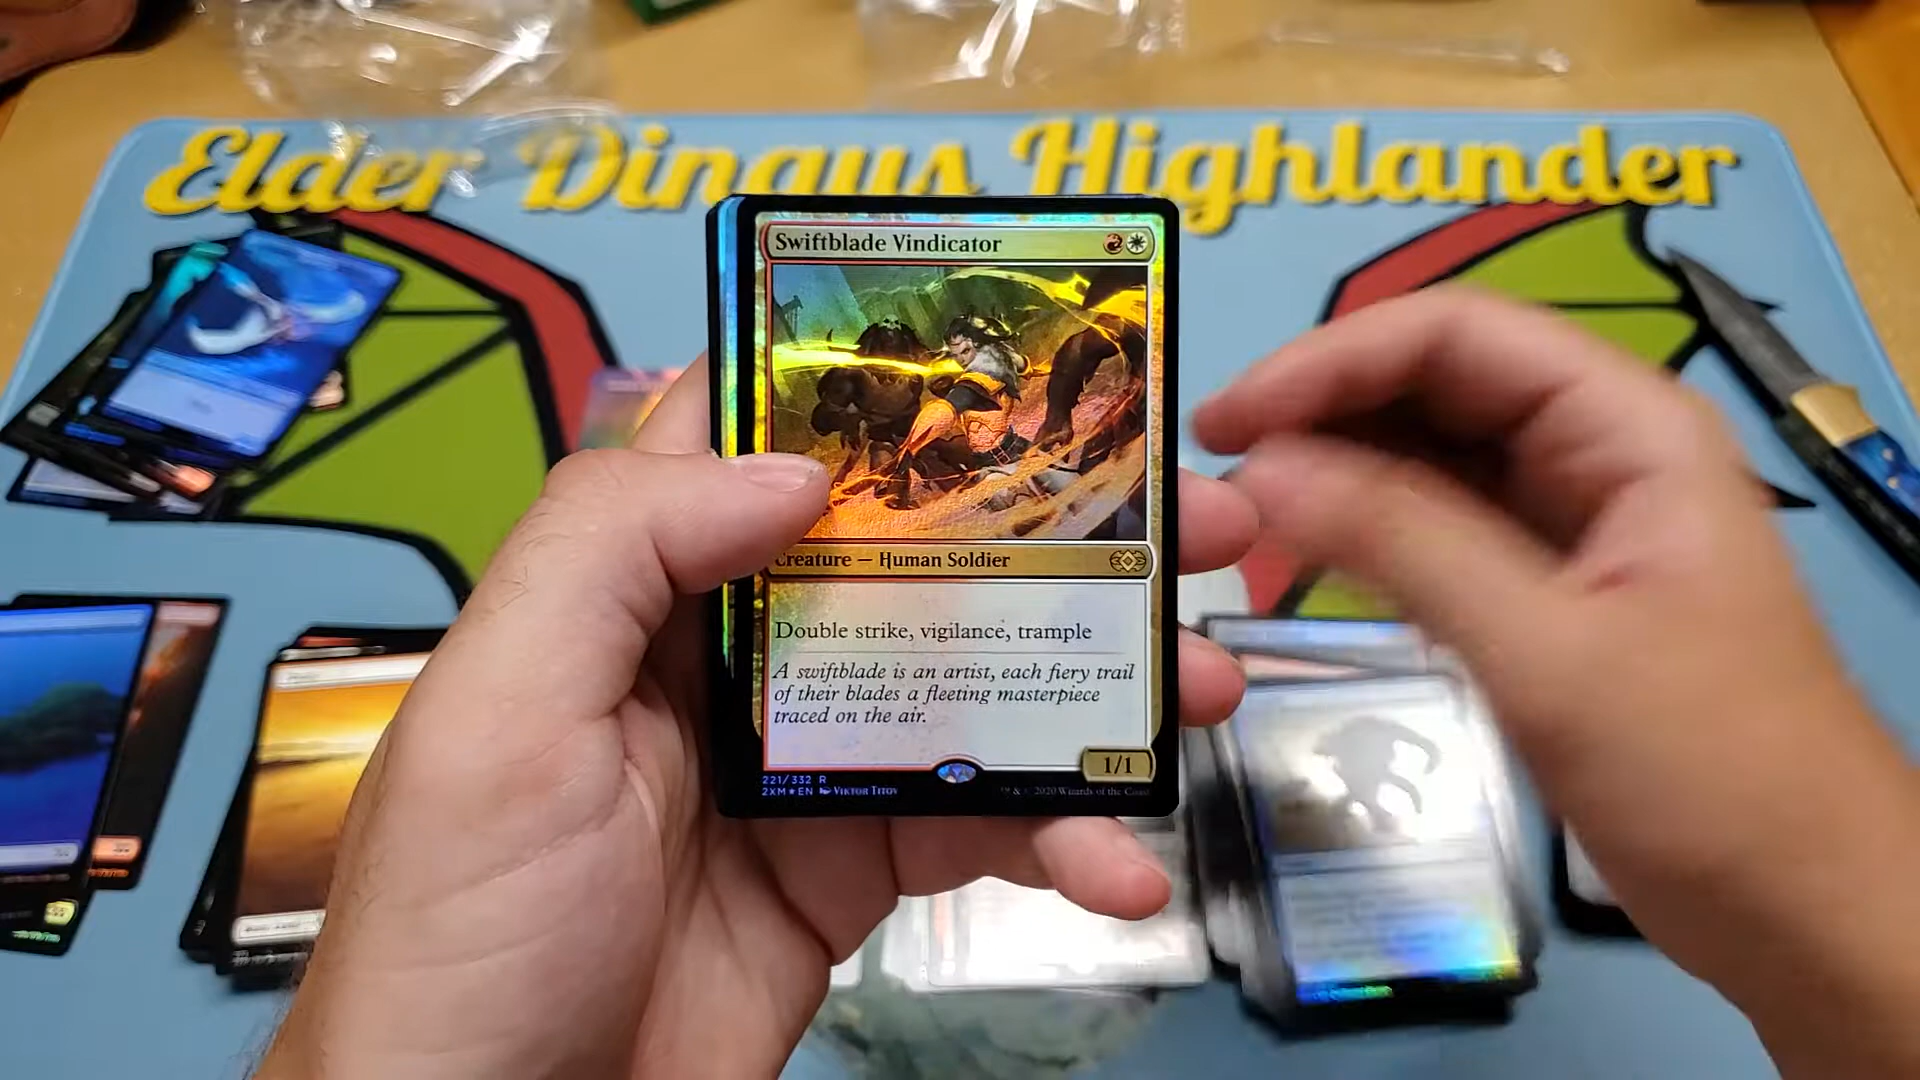 Elder Dingus Highlander
Swiftblade Vindicator
Creature — Human Soldier
Double strike, vigilance, trample
A swiftblade is an artist, each fiery trail
of their blades a fleeting masterpiece
traced on the air.
1/1
221/332 R
2XM★EN Viktor Titov
™ & © 2020 Wizards of the Coast